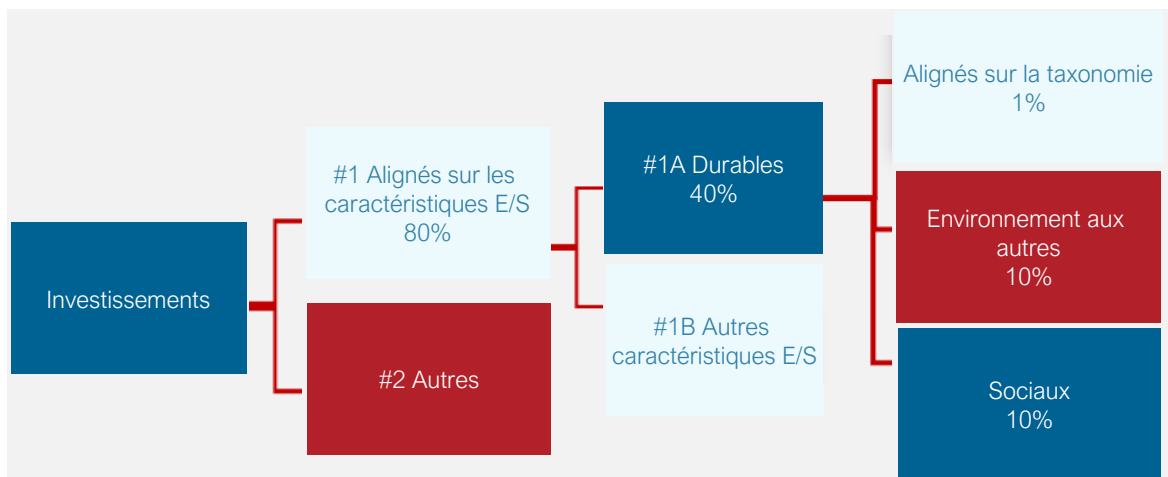 Investissements
#1 Alignés sur les
caractéristiques E/S
80%
#2 Autres
#1A Durables
40%
#1B Autres
caractéristiques E/S
Alignés sur la taxonomie
1%
Environnement aux
autres
10%
Sociaux
10%